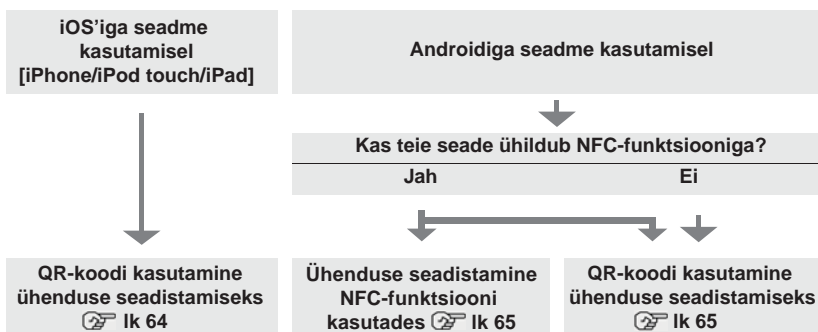 iOS’iga seadme
kasutamisel
[iPhone/iPod touch/iPad]
Androidiga seadme kasutamisel
Kas teie seade ühildub NFC-funktsiooniga?
Jah
Ei
QR-koodi kasutamine
ühenduse seadistamiseks
☞ lk 64
Ühenduse seadistamine
NFC-funktsiooni
kasutades ☞ lk 65
QR-koodi kasutamine
ühenduse seadistamiseks
☞ lk 65